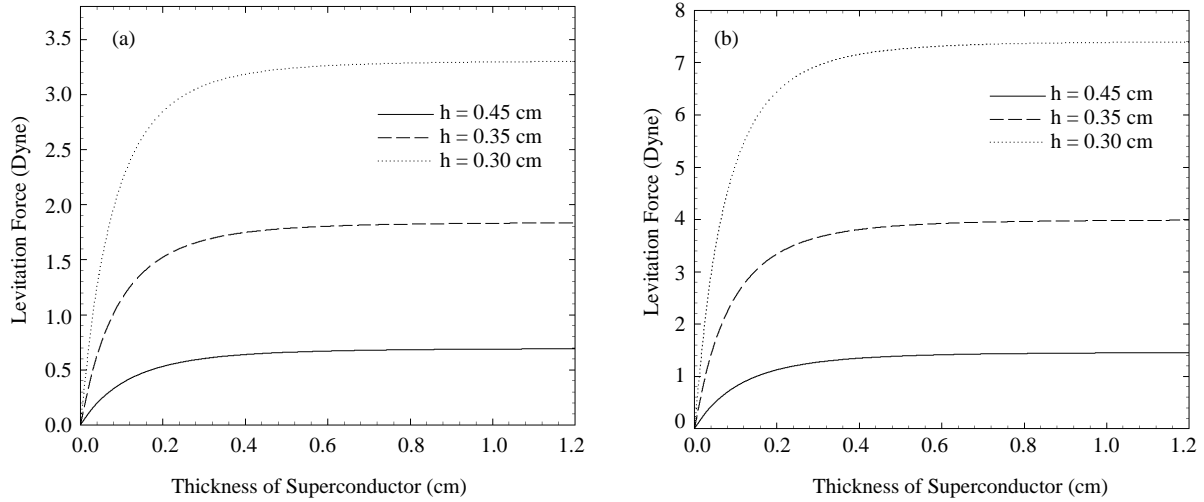 3.5
3.0
2.5
2.0
1.5
1.0
0.5
0.0
Levitation Force (Dyne)
(a)
h = 0.45 cm
h = 0.35 cm
h = 0.30 cm
0.0 0.2 0.4 0.6 0.8 1.0 1.2
Thickness of Superconductor (cm)
8
7
6
5
4
3
2
1
0
Levitation Force (Dyne)
(b)
h = 0.45 cm
h = 0.35 cm
h = 0.30 cm
0.0 0.2 0.4 0.6 0.8 1.0 1.2
Thickness of Superconductor (cm)